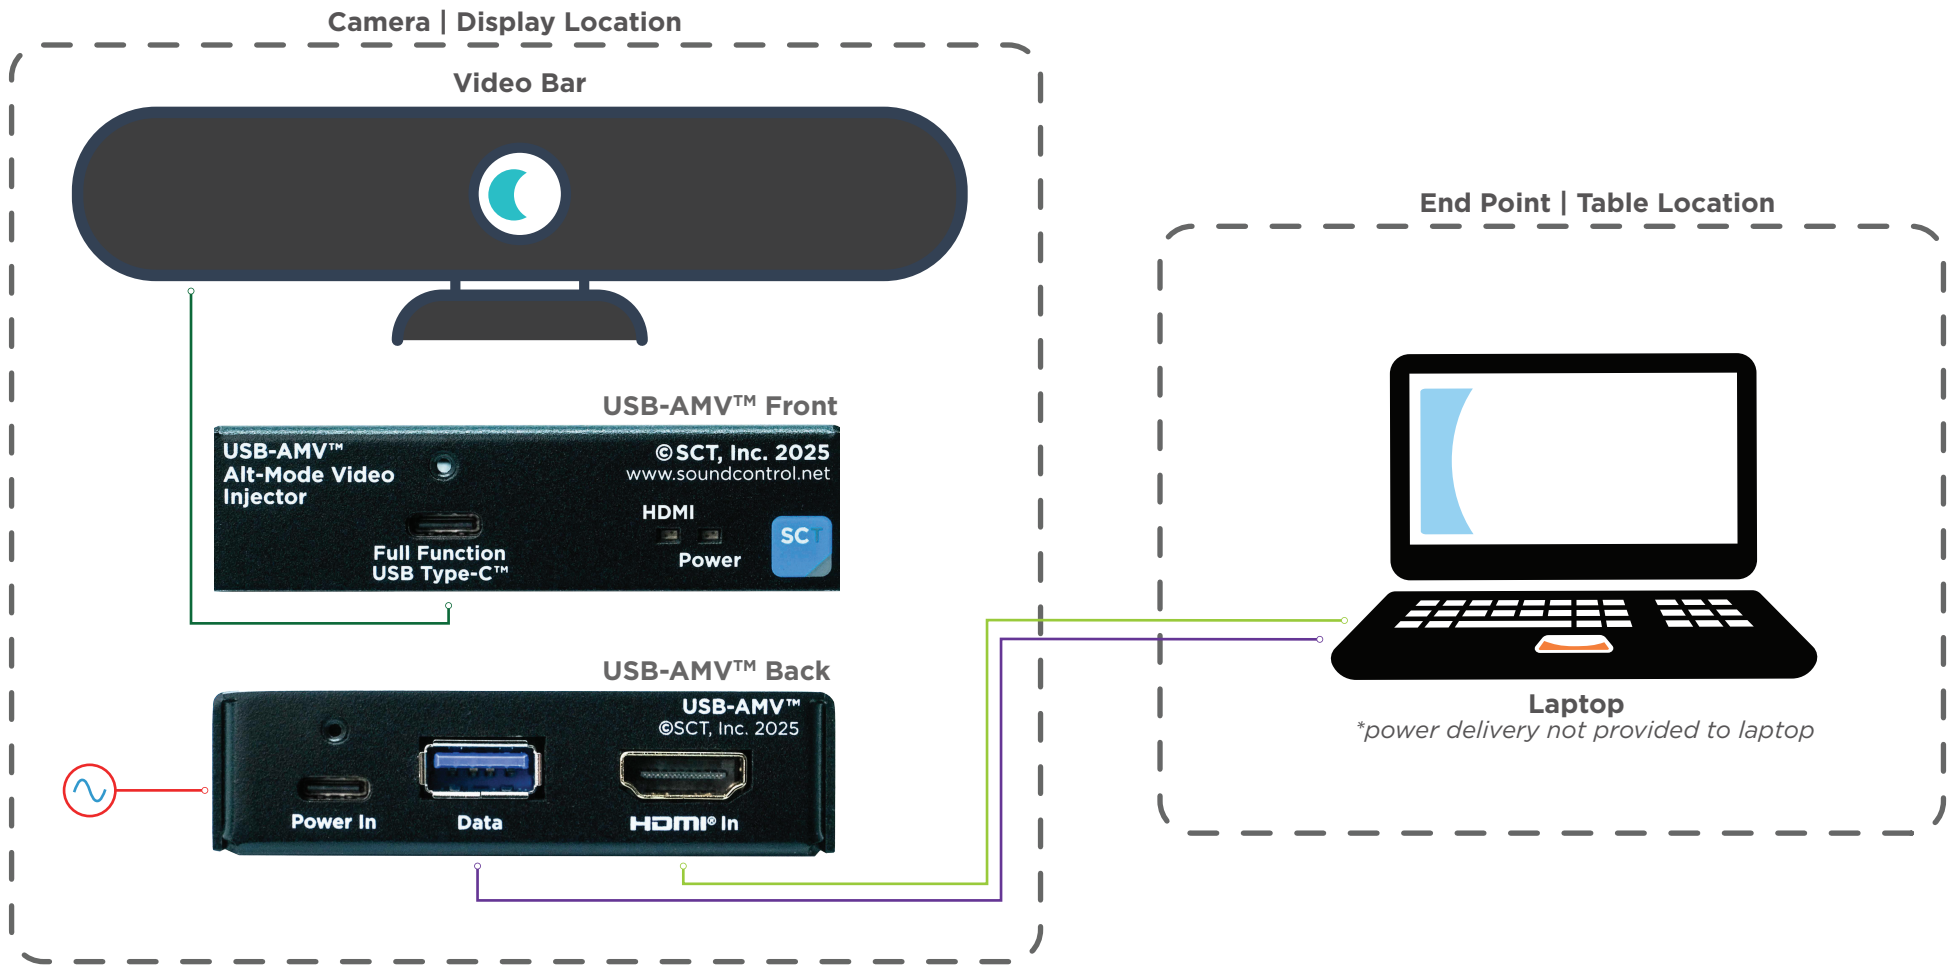 Camera | Display Location
Video Bar
USB-AMV™ Front
USB-AMV™
Alt-Mode Video
Injector
©SCT, Inc. 2025
www.soundcontrol.net
HDMI
Power
SCT
Full Function
USB Type-C™
USB-AMV™ Back
USB-AMV™
©SCT, Inc. 2025
Power In
Data
HDMI® In
End Point | Table Location
Laptop
*power delivery not provided to laptop